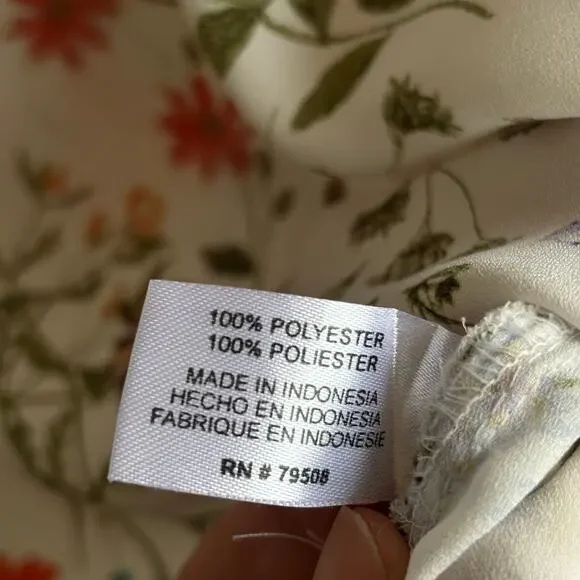 100% POLYESTER
100% POLIESTER
MADE IN INDONESIA
HECHO EN INDONESIA
FABRIQUE EN INDONESIE
RN # 79508